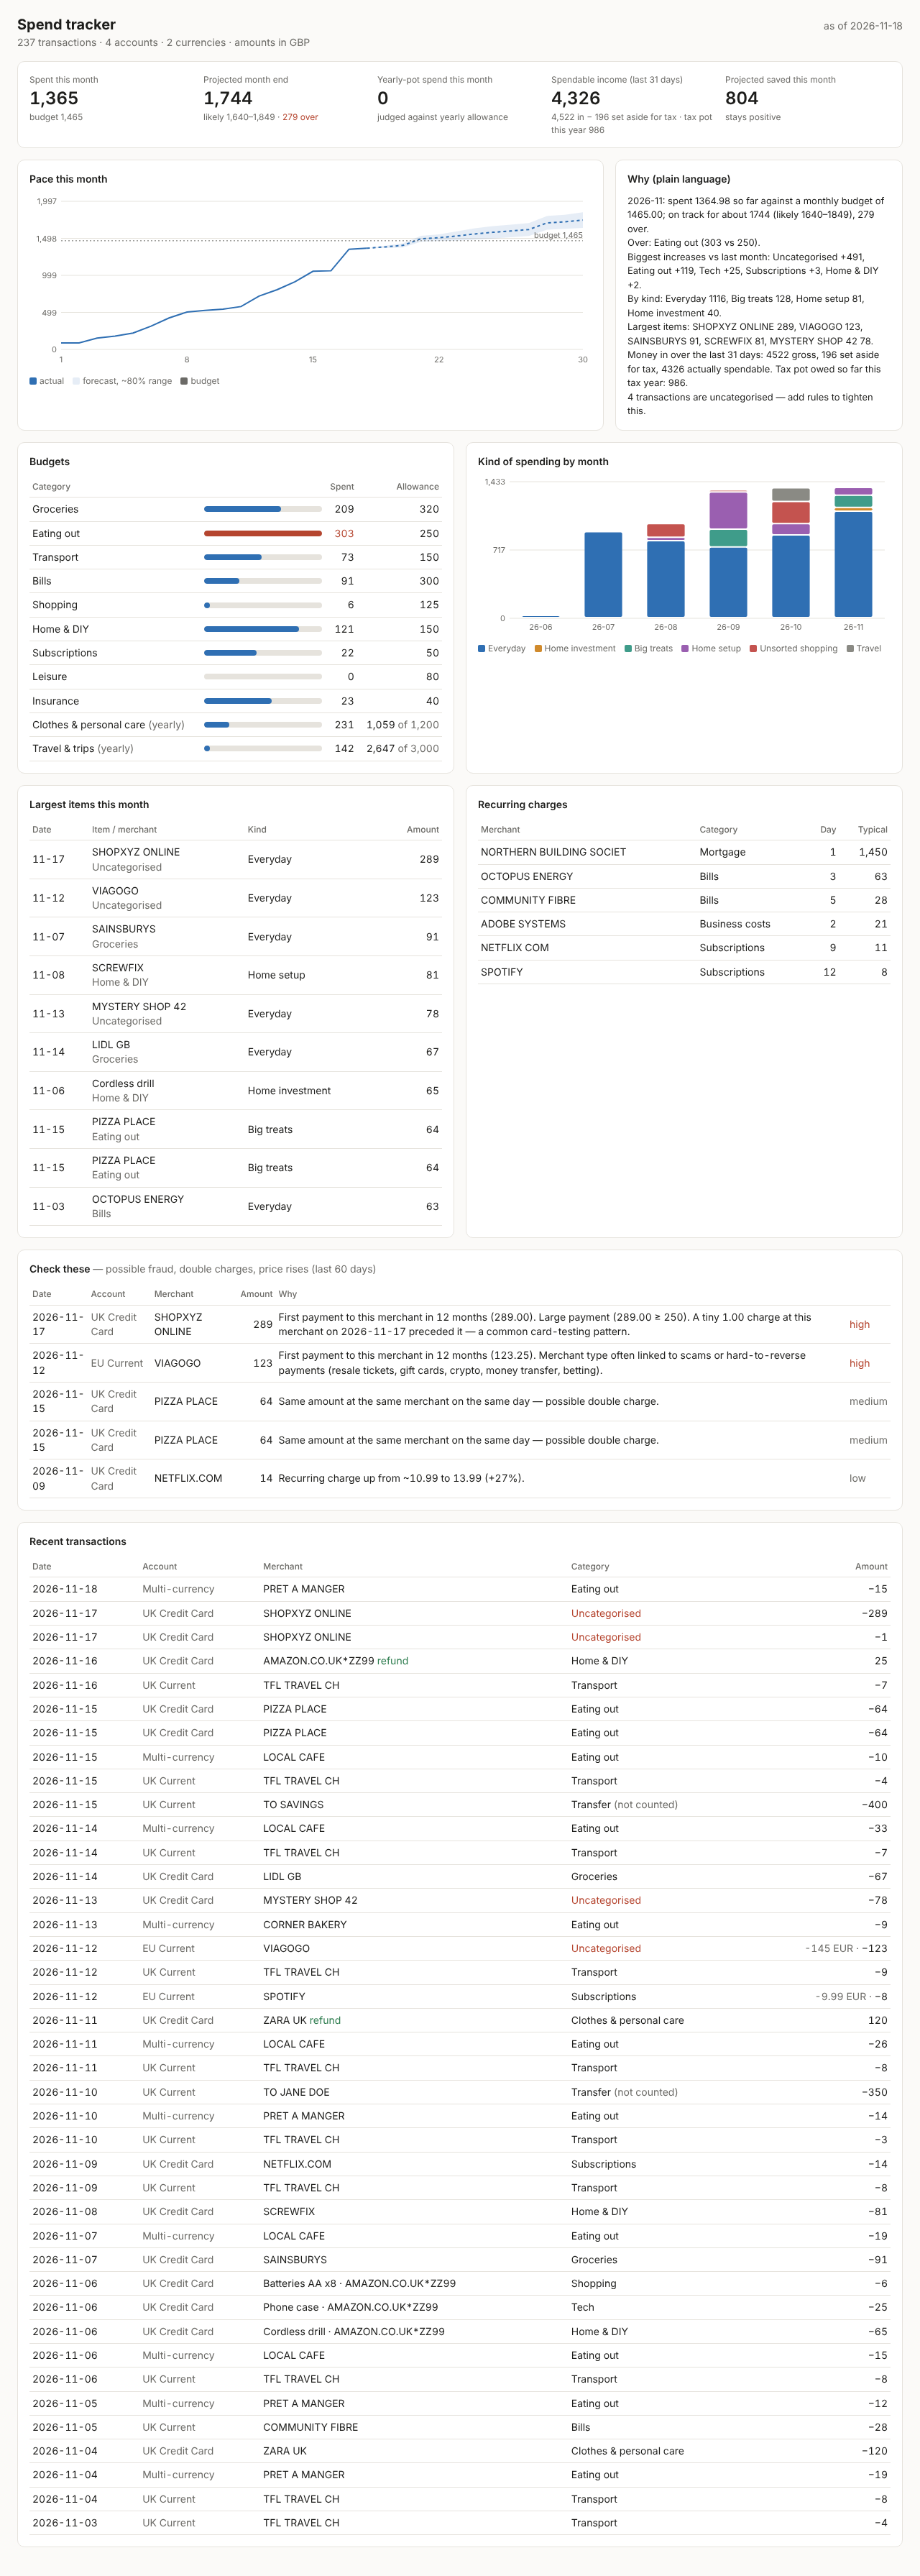 Spend tracker
as of 2026-11-18
237 transactions · 4 accounts · 2 currencies · amounts in GBP
Spent this month
1,365
budget 1,465
Projected month end
1,744
likely 1,640–1,849 · 279 over
Yearly-pot spend this month
0
judged against yearly allowance
Spendable income (last 31 days)
4,326
4,522 in − 196 set aside for tax · tax pot
this year 986
Projected saved this month
804
stays positive
Pace this month
1,997
1,498
999
499
0
budget 1,465
1 8 15 22 30
actual forecast, ~80% range budget
Why (plain language)
2026-11: spent 1364.98 so far against a monthly budget of
1465.00; on track for about 1744 (likely 1640–1849), 279
over.
Over: Eating out (303 vs 250).
Biggest increases vs last month: Uncategorised +491,
Eating out +119, Tech +25, Subscriptions +3, Home & DIY
+2.
By kind: Everyday 1116, Big treats 128, Home setup 81,
Home investment 40.
Largest items: SHOPXYZ ONLINE 289, VIAGOGO 123,
SAINSBURYS 91, SCREWFIX 81, MYSTERY SHOP 42 78.
Money in over the last 31 days: 4522 gross, 196 set aside
for tax, 4326 actually spendable. Tax pot owed so far this
tax year: 986.
4 transactions are uncategorised — add rules to tighten
this.
Budgets
Category Spent Allowance
Groceries 209 320
Eating out 303 250
Transport 73 150
Bills 91 300
Shopping 6 125
Home & DIY 121 150
Subscriptions 22 50
Leisure 0 80
Insurance 23 40
Clothes & personal care (yearly) 231 1,059 of 1,200
Travel & trips (yearly) 142 2,647 of 3,000
Kind of spending by month
1,433
717
0
26-06 26-07 26-08 26-09 26-10 26-11
Everyday Home investment Big treats Home setup Unsorted shopping Travel
Largest items this month
Date Item / merchant Kind Amount
11-17 SHOPXYZ ONLINE Everyday 289
Uncategorised
11-12 VIAGOGO Everyday 123
Uncategorised
11-07 SAINSBURYS Everyday 91
Groceries
11-08 SCREWFIX Home setup 81
Home & DIY
11-13 MYSTERY SHOP 42 Everyday 78
Uncategorised
11-14 LIDL GB Everyday 67
Groceries
11-06 Cordless drill Home investment 65
Home & DIY
11-15 PIZZA PLACE Big treats 64
Eating out
11-15 PIZZA PLACE Big treats 64
Eating out
11-03 OCTOPUS ENERGY Everyday 63
Bills
Recurring charges
Merchant Category Day Typical
NORTHERN BUILDING SOCIET Mortgage 1 1,450
OCTOPUS ENERGY Bills 3 63
COMMUNITY FIBRE Bills 5 28
ADOBE SYSTEMS Business costs 2 21
NETFLIX COM Subscriptions 9 11
SPOTIFY Subscriptions 12 8
Check these — possible fraud, double charges, price rises (last 60 days)
Date Account Merchant Amount Why
2026-11-17 UK Credit Card SHOPXYZ ONLINE 289 First payment to this merchant in 12 months (289.00). Large payment (289.00 ≥ 250). A tiny 1.00 charge at this
merchant on 2026-11-17 preceded it — a common card-testing pattern. high
2026-11-12 EU Current VIAGOGO 123 First payment to this merchant in 12 months (123.25). Merchant type often linked to scams or hard-to-reverse
payments (resale tickets, gift cards, crypto, money transfer, betting). high
2026-11-15 UK Credit Card PIZZA PLACE 64 Same amount at the same merchant on the same day — possible double charge. medium
2026-11-15 UK Credit Card PIZZA PLACE 64 Same amount at the same merchant on the same day — possible double charge. medium
2026-11-09 UK Credit Card NETFLIX.COM 14 Recurring charge up from ~10.99 to 13.99 (+27%). low
Recent transactions
Date Account Merchant Category Amount
2026-11-18 Multi-currency PRET A MANGER Eating out −15
2026-11-17 UK Credit Card SHOPXYZ ONLINE Uncategorised −289
2026-11-17 UK Credit Card SHOPXYZ ONLINE Uncategorised −1
2026-11-16 UK Credit Card AMAZON.CO.UK*ZZ99 refund Home & DIY 25
2026-11-16 UK Current TFL TRAVEL CH Transport −7
2026-11-15 UK Credit Card PIZZA PLACE Eating out −64
2026-11-15 UK Credit Card PIZZA PLACE Eating out −64
2026-11-15 Multi-currency LOCAL CAFE Eating out −10
2026-11-15 UK Current TFL TRAVEL CH Transport −4
2026-11-15 UK Current TO SAVINGS Transfer (not counted) −400
2026-11-14 Multi-currency LOCAL CAFE Eating out −33
2026-11-14 UK Current TFL TRAVEL CH Transport −7
2026-11-14 UK Credit Card LIDL GB Groceries −67
2026-11-13 UK Credit Card MYSTERY SHOP 42 Uncategorised −78
2026-11-13 Multi-currency CORNER BAKERY Eating out −9
2026-11-12 EU Current VIAGOGO Uncategorised -145 EUR · −123
2026-11-12 UK Current TFL TRAVEL CH Transport −9
2026-11-12 EU Current SPOTIFY Subscriptions -9.99 EUR · −8
2026-11-11 UK Credit Card ZARA UK refund Clothes & personal care 120
2026-11-11 Multi-currency LOCAL CAFE Eating out −26
2026-11-11 UK Current TFL TRAVEL CH Transport −8
2026-11-10 UK Current TO JANE DOE Transfer (not counted) −350
2026-11-10 Multi-currency PRET A MANGER Eating out −14
2026-11-10 UK Current TFL TRAVEL CH Transport −3
2026-11-09 UK Credit Card NETFLIX.COM Subscriptions −14
2026-11-09 UK Current TFL TRAVEL CH Transport −8
2026-11-08 UK Credit Card SCREWFIX Home & DIY −81
2026-11-07 Multi-currency LOCAL CAFE Eating out −19
2026-11-07 UK Credit Card SAINSBURYS Groceries −91
2026-11-06 UK Credit Card Batteries AA x8 · AMAZON.CO.UK*ZZ99 Shopping −6
2026-11-06 UK Credit Card Phone case · AMAZON.CO.UK*ZZ99 Tech −25
2026-11-06 UK Credit Card Cordless drill · AMAZON.CO.UK*ZZ99 Home & DIY −65
2026-11-06 Multi-currency LOCAL CAFE Eating out −15
2026-11-06 UK Current TFL TRAVEL CH Transport −8
2026-11-05 Multi-currency PRET A MANGER Eating out −12
2026-11-05 UK Current COMMUNITY FIBRE Bills −28
2026-11-04 UK Credit Card ZARA UK Clothes & personal care −120
2026-11-04 Multi-currency PRET A MANGER Eating out −19
2026-11-04 UK Current TFL TRAVEL CH Transport −8
2026-11-03 UK Current TFL TRAVEL CH Transport −4